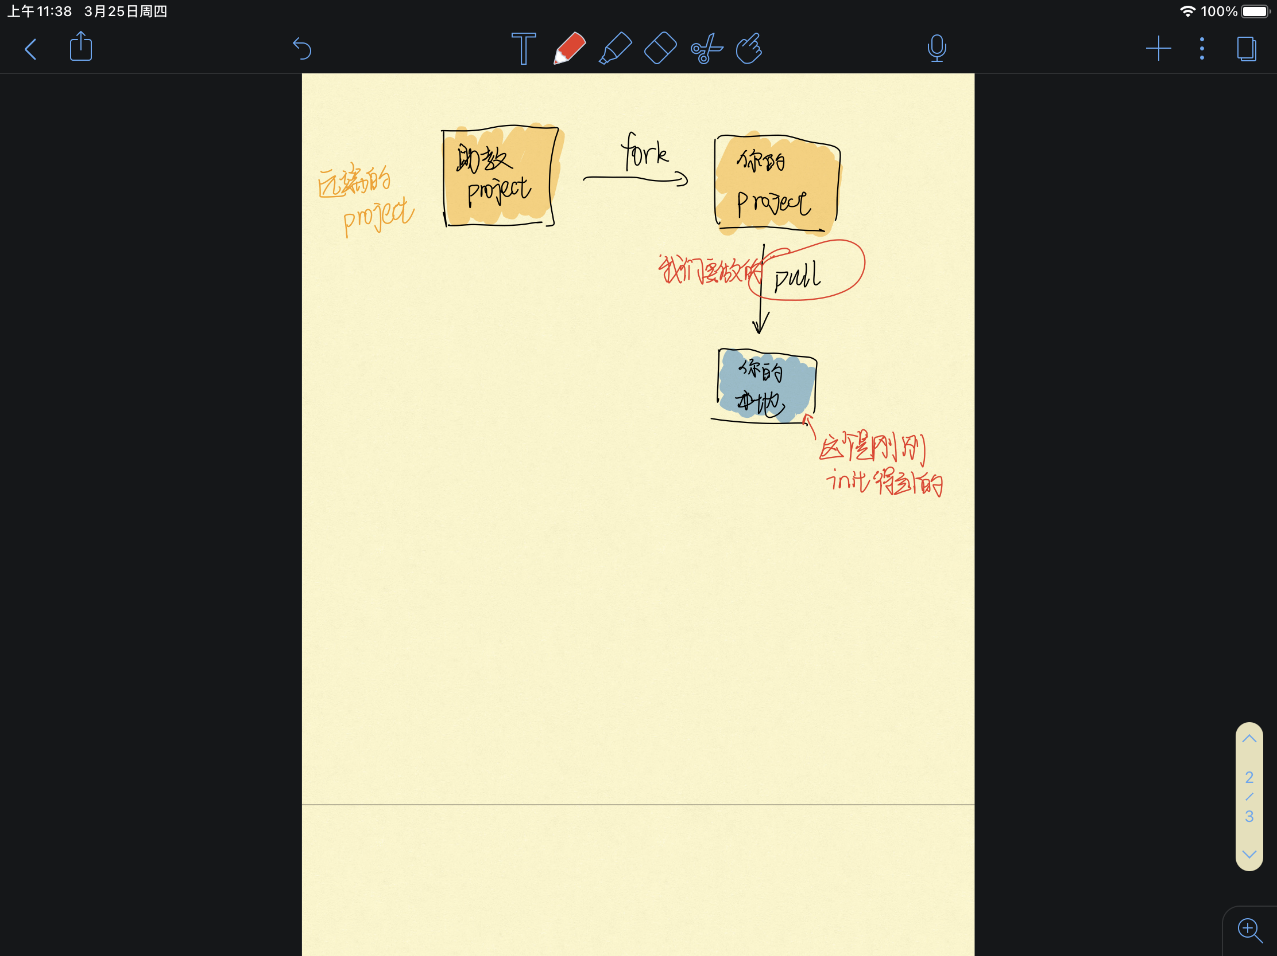 上午11:38 3月25日周四
100%
远端的
project
助教
project
fork
你的
project
我们要做的
pull
你的
本地
这个是刚刚
init得到的
2
/
3